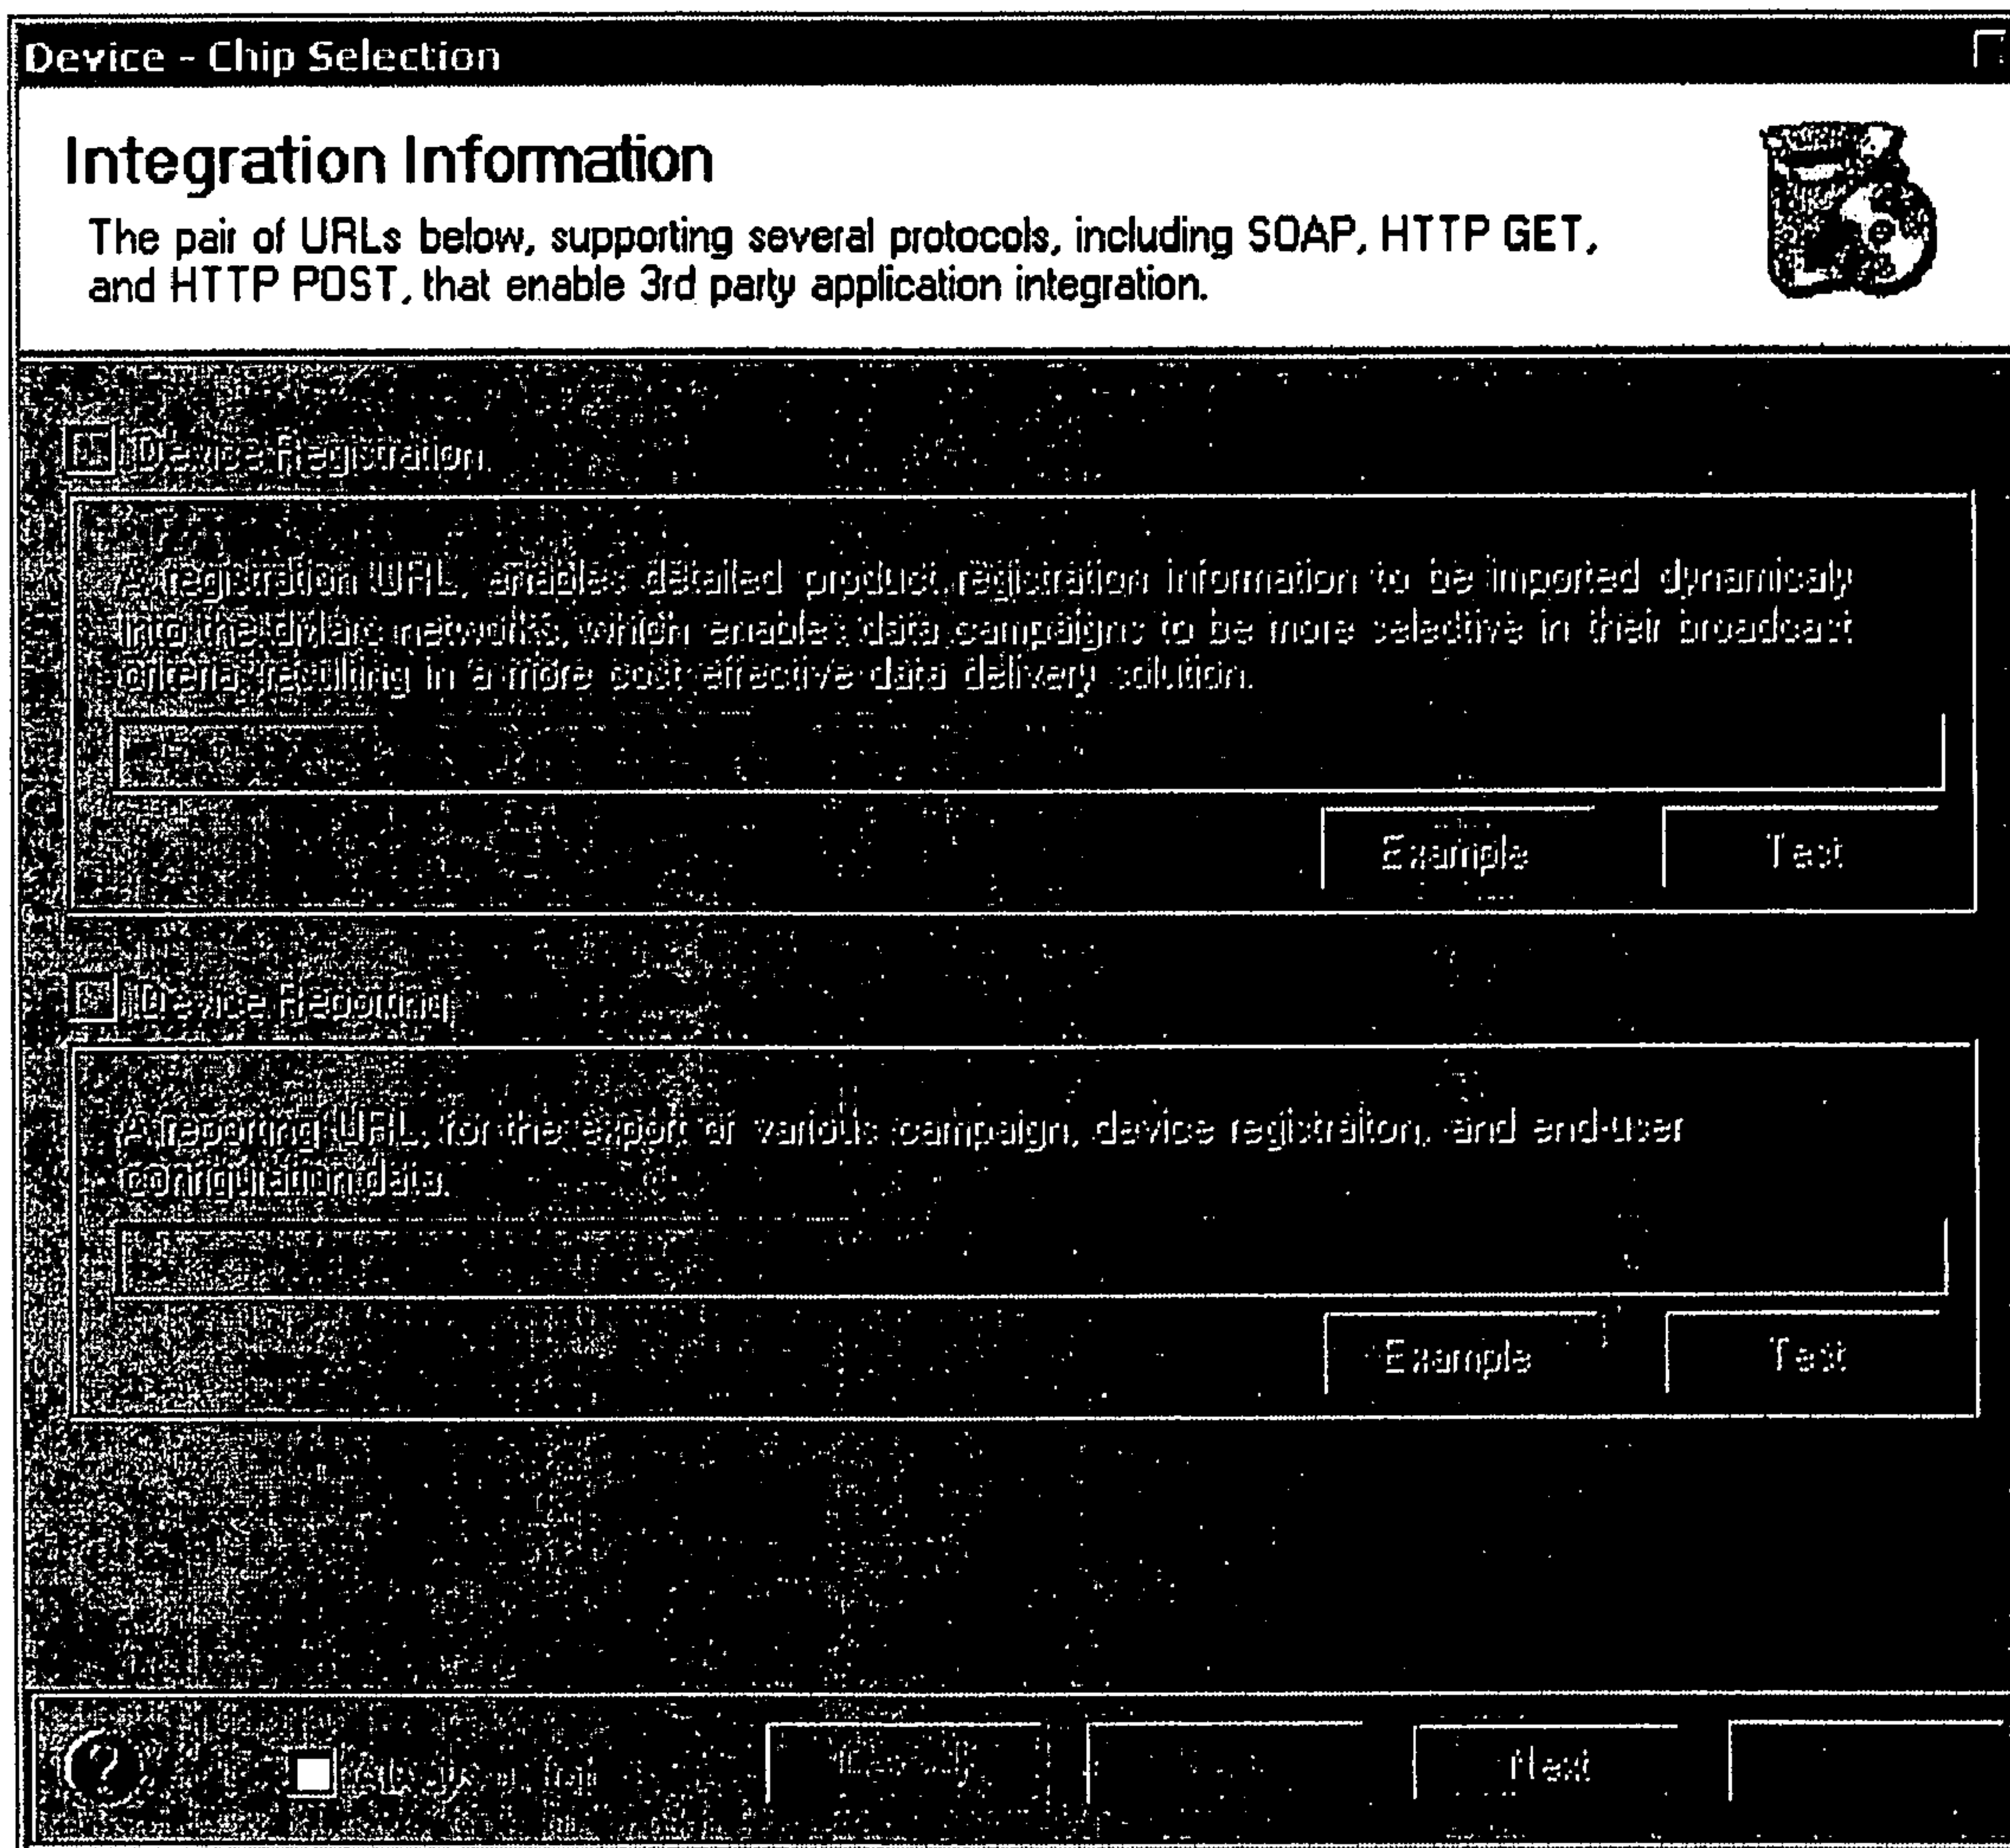 Device - Chip Selection
Integration Information
The pair of URLs below, supporting several protocols, including SOAP, HTTP GET,
and HTTP POST, that enable 3rd party application integration.
Device Registration
A registration URL, enables detailed product registration information to be imported dynamicaly
into the networks, which enables data campaigns to be more selective in their broadcast
criteria resulting in a more cost effective data delivery solution.
Example
Test
Device Reporting
A reporting URL, for the export of various campaign, device registraiton, and end-user
configuration data.
Example
Test
?
Next